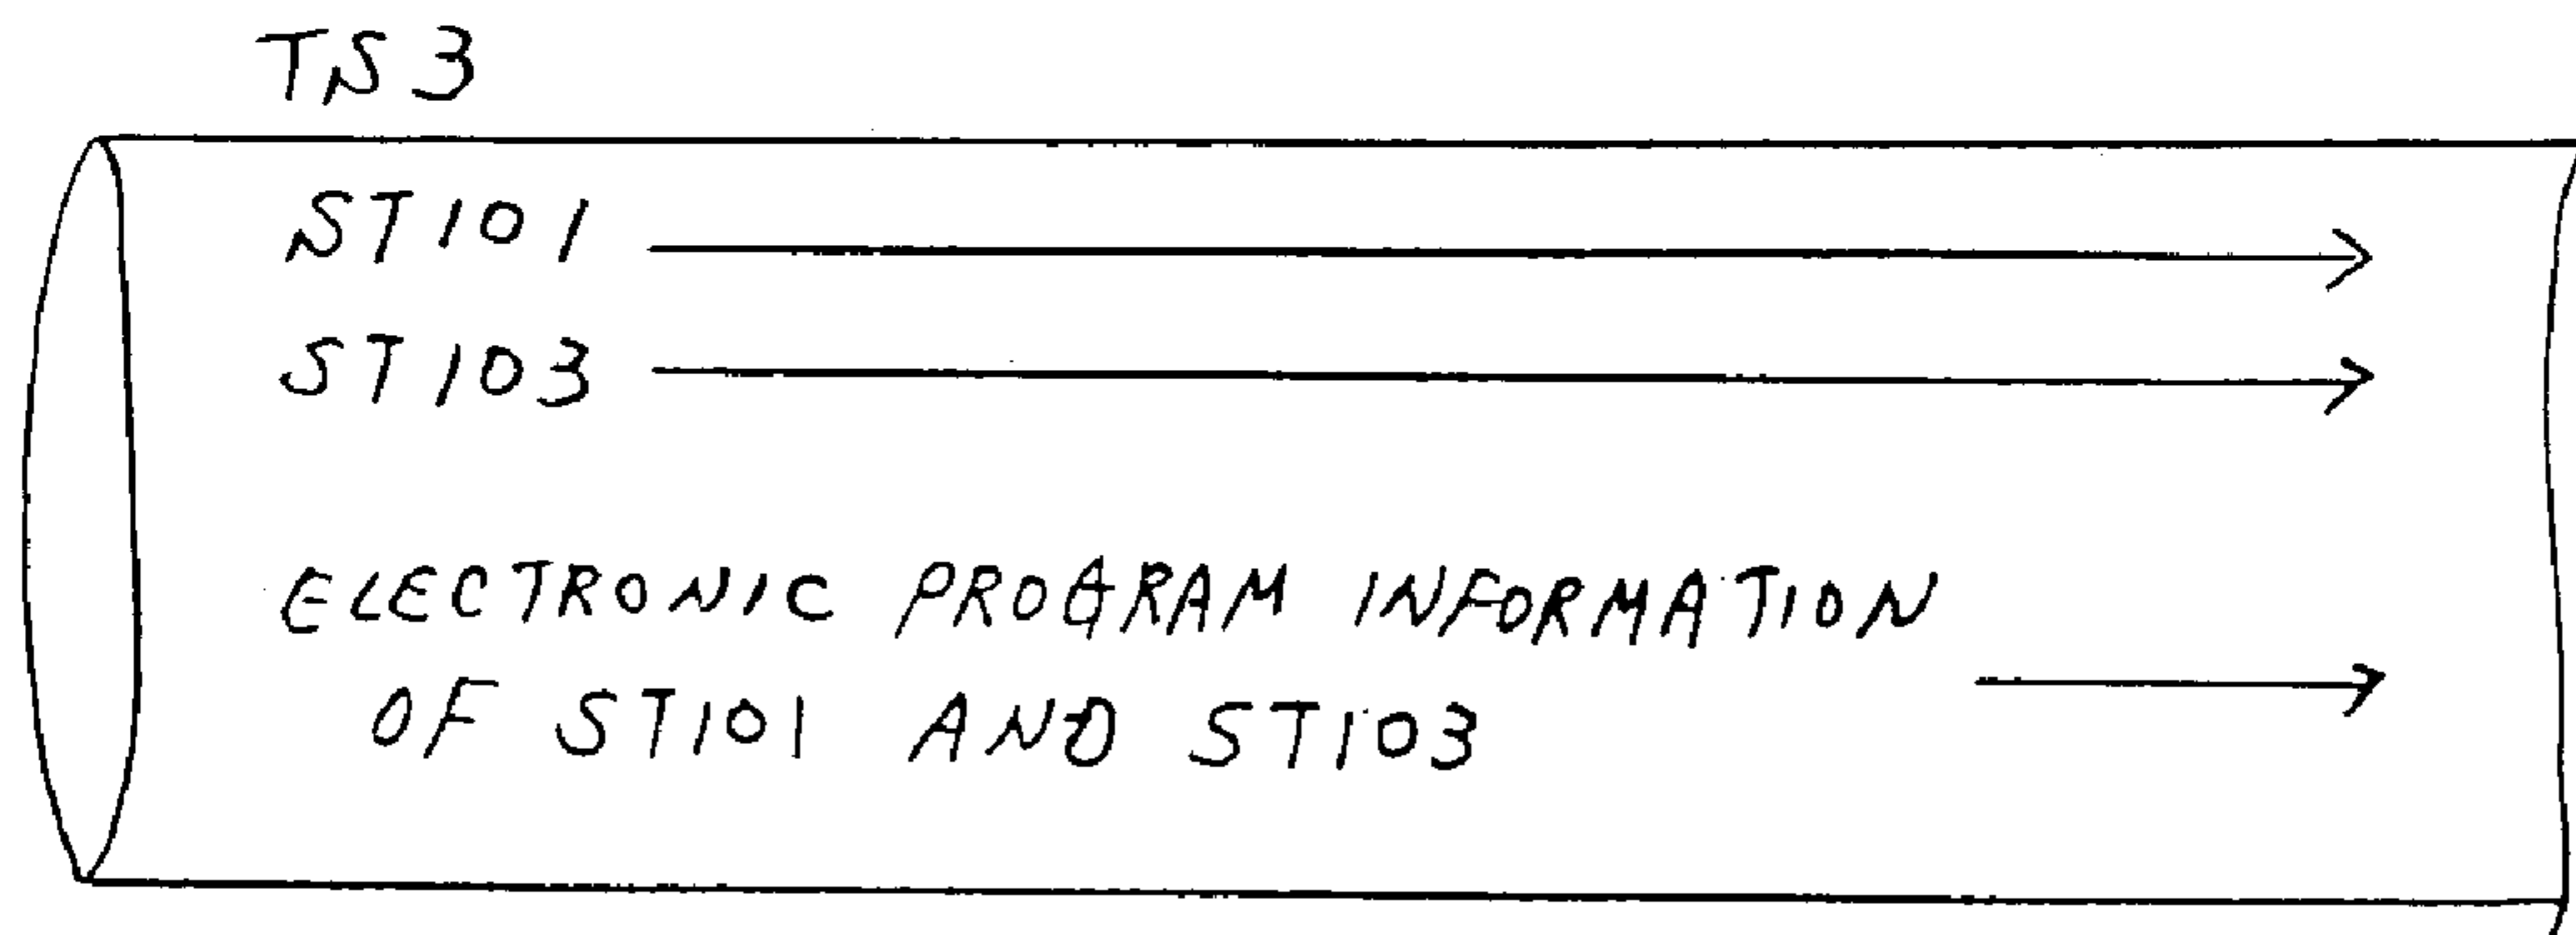 TS3
ST101
ST103
ELECTRONIC PROGRAM INFORMATION
OF ST101 AND ST103